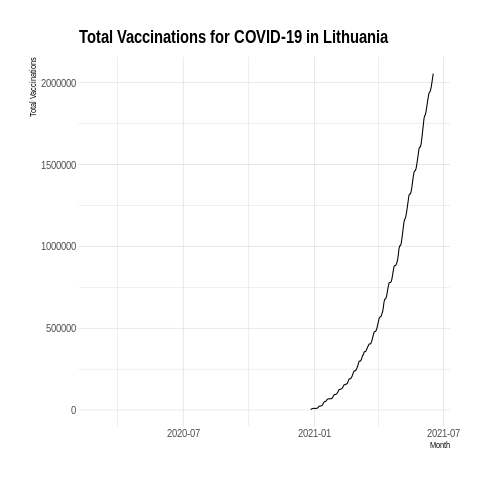 Total Vaccinations for COVID-19 in Lithuania
Total Vaccinations
2000000
1500000
1000000
500000
0
2020-07 2021-01 2021-07
Month